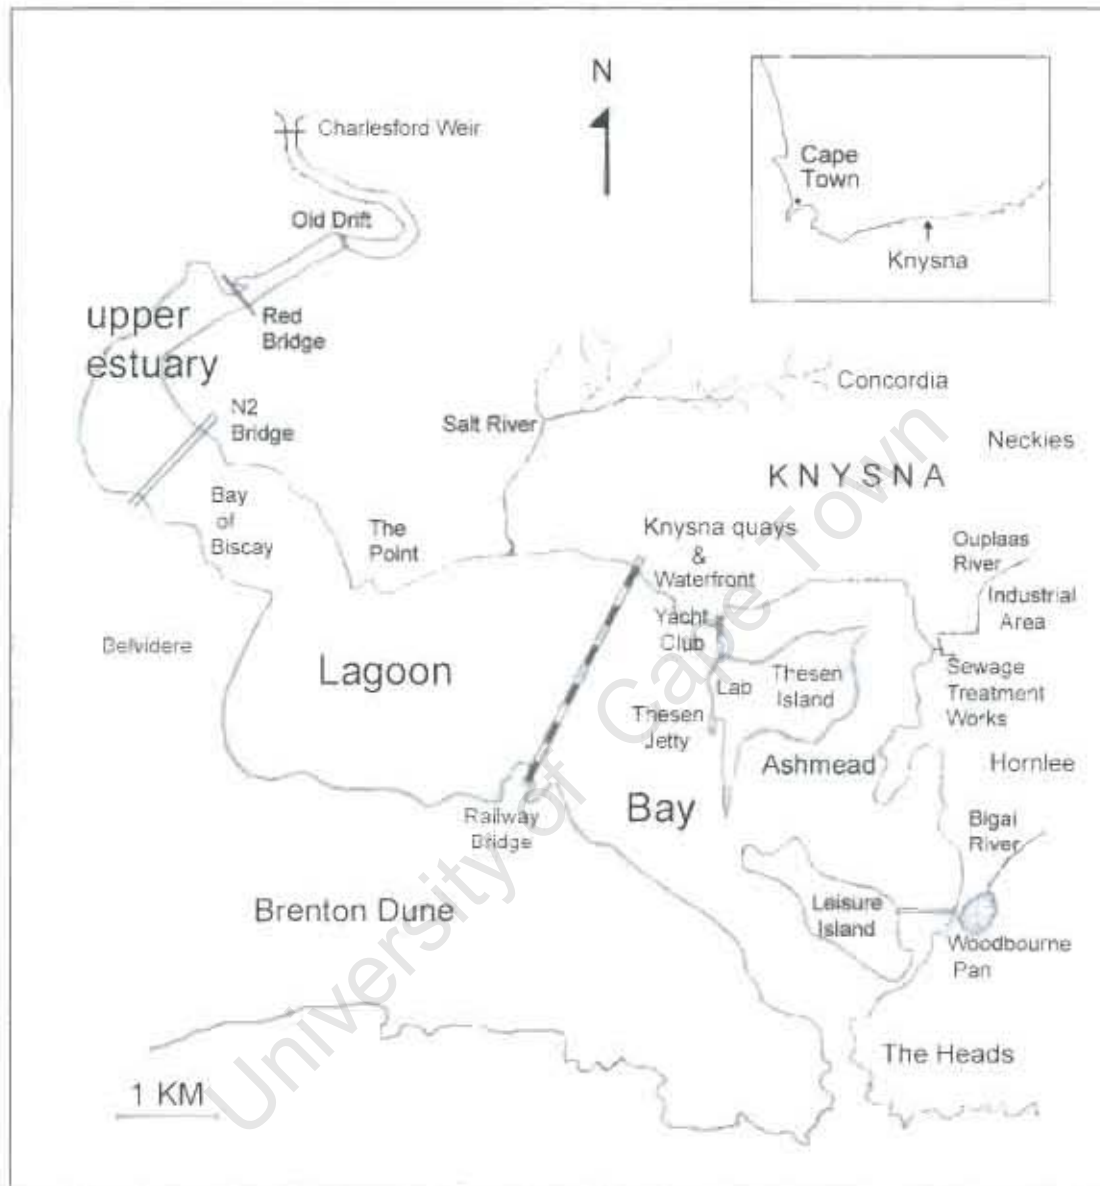 N
Charlesford Weir
Cape
Town
Knysna
Old Drift
upper
estuary
Red
Bridge
N2
Bridge
Salt River
Concordia
Neckies
KNYSNA
Bay
of
Biscay
The
Point
Knysna quays
&
Waterfront
Ouplaas
River
Industrial
Area
Yacht
Club
Belvidere
Lagoon
Lab
Thesen
Island
Sewage
Treatment
Works
Thesen
Jetty
Ashmead
Hornlee
Railway
Bridge
Bay
Bigai
River
Brenton Dune
Leisure
Island
Woodbourne
Pan
The Heads
1 KM
University of Cape Town